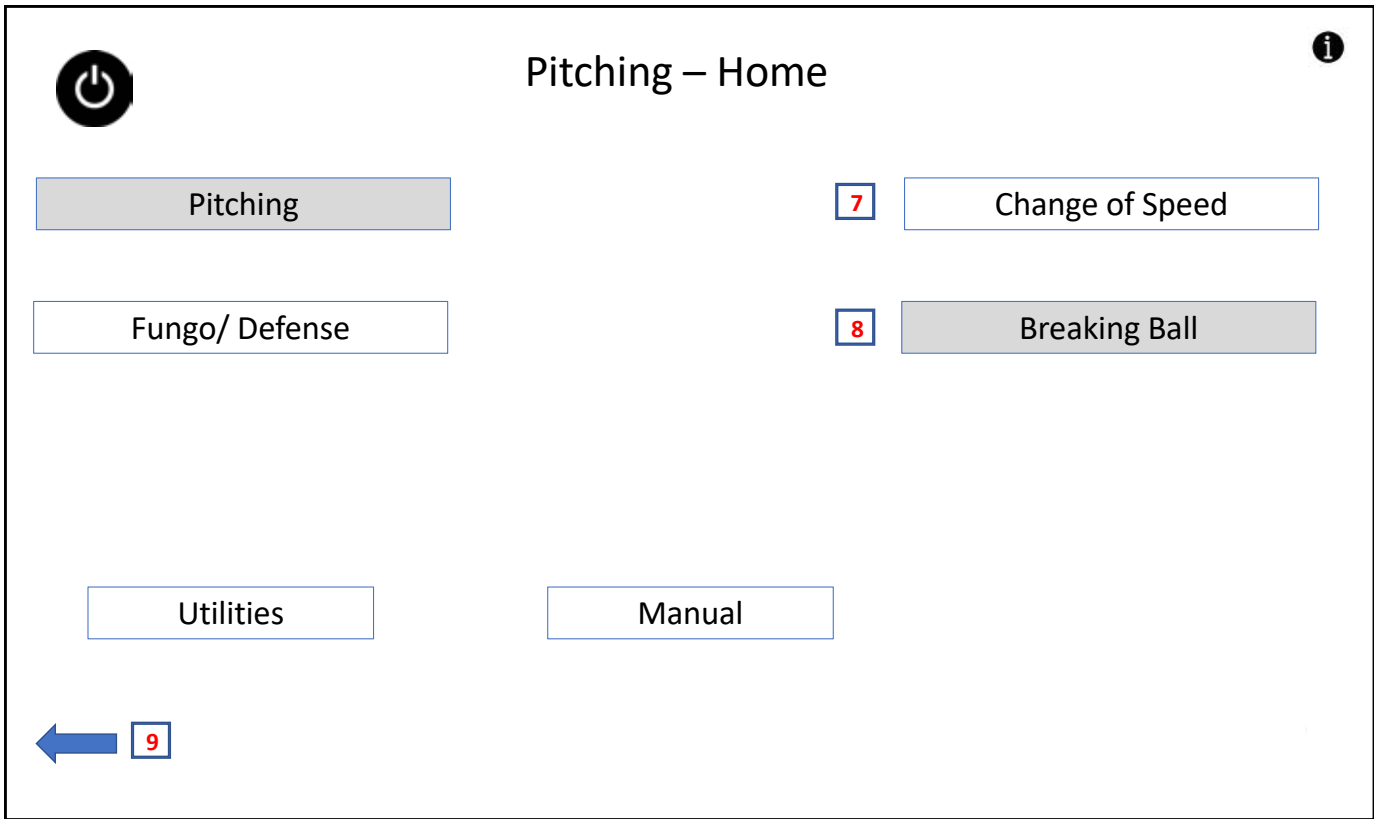 Pitching – Home
i
Pitching
7
Change of Speed
Fungo/ Defense
8
Breaking Ball
Utilities
Manual
9